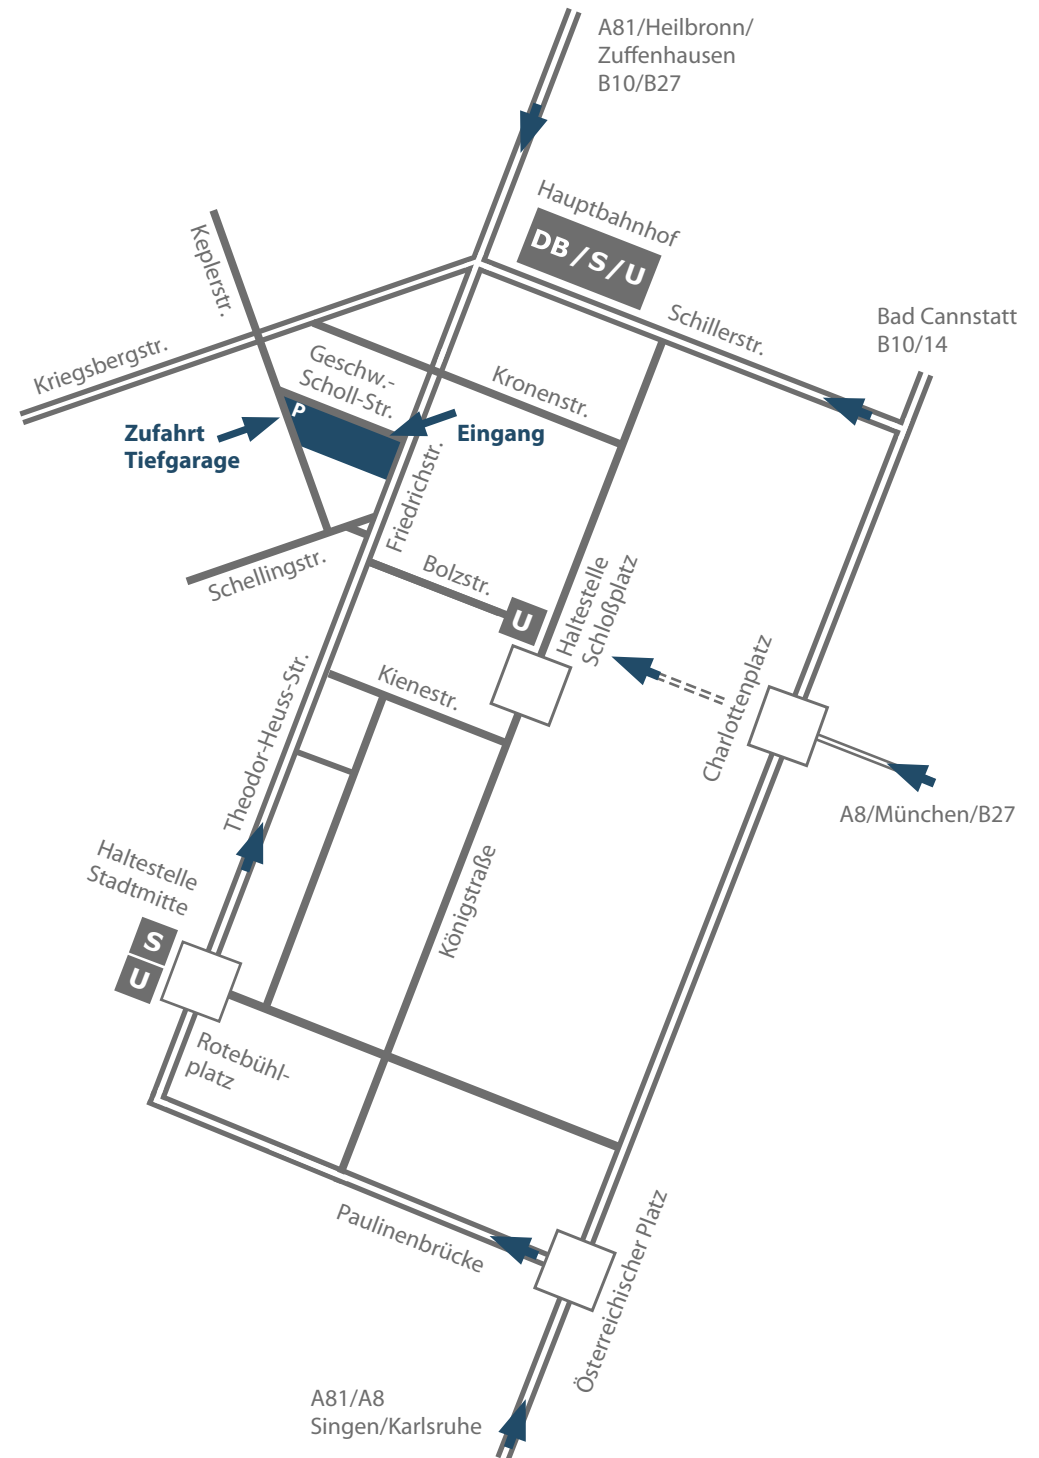 A81/Heilbronn/
Zuffenhausen
B10/B27
Hauptbahnhof
DB/S/U
Keplerstr.
Schillerstr.
Bad Cannstatt
B10/14
Kriegsbergstr.
Geschw.-
Scholl-Str.
Kronenstr.
P
Zufahrt
Tiefgarage
Eingang
Friedrichstr.
Schellingstr.
Bolzstr.
U
Haltestelle
Schloßplatz
Kienestr.
Theodor-Heuss-Str.
Charlottenplatz
A8/München/B27
Haltestelle
Stadtmitte
S
U
Königstraße
Rotebühl-
platz
Paulinenbrücke
Österreichischer Platz
A81/A8
Singen/Karlsruhe